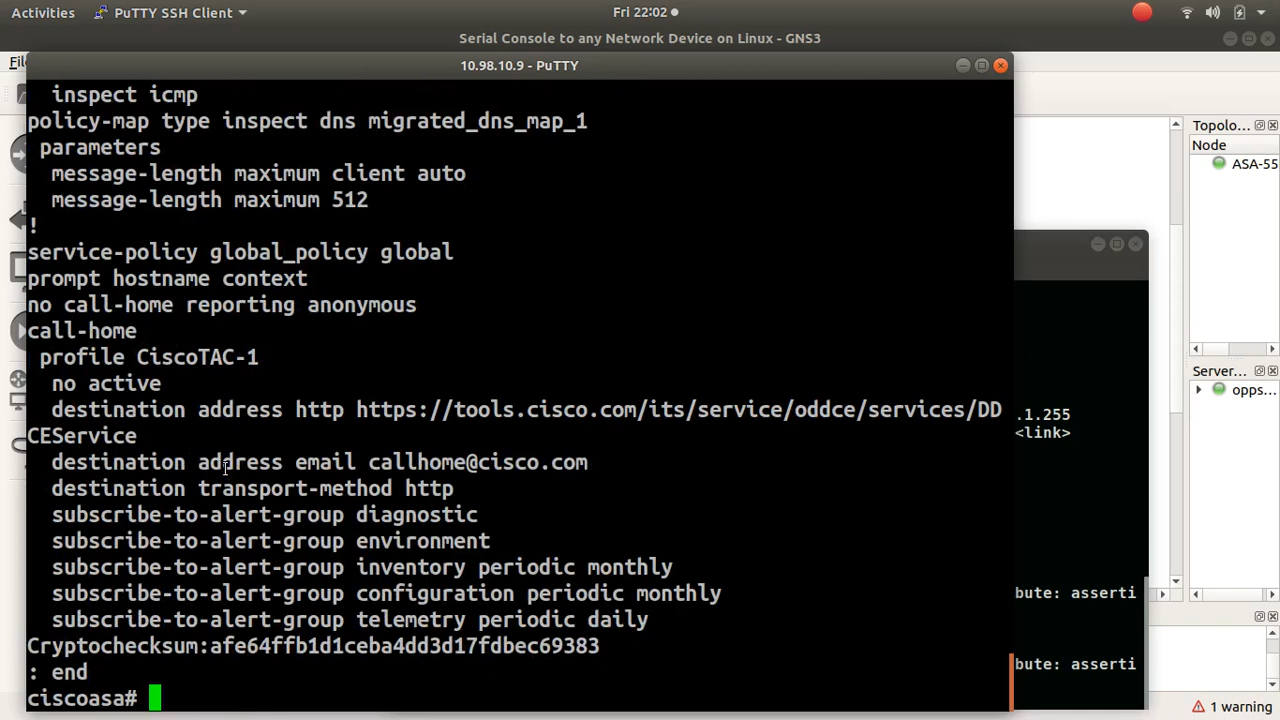 Activities PuTTY SSH Client Fri 22:02
Serial Console to any Network Device on Linux - GNS3
File
10.98.10.9 - PuTTY
inspect icmp
policy-map type inspect dns migrated_dns_map_1
parameters
message-length maximum client auto
message-length maximum 512
!
service-policy global_policy global
prompt hostname context
no call-home reporting anonymous
call-home
profile CiscoTAC-1
no active
destination address http https://tools.cisco.com/its/service/oddce/services/DD
CEService
destination address email callhome@cisco.com
destination transport-method http
subscribe-to-alert-group diagnostic
subscribe-to-alert-group environment
subscribe-to-alert-group inventory periodic monthly
subscribe-to-alert-group configuration periodic monthly
subscribe-to-alert-group telemetry periodic daily
Cryptochecksum:afe64ffb1d1ceba4dd3d17fdbec69383
: end
ciscoasa#
.1.255
<link>
bute: asserti
bute: asserti
Topolo...
Node
ASA-55
Server...
opps...
1 warning